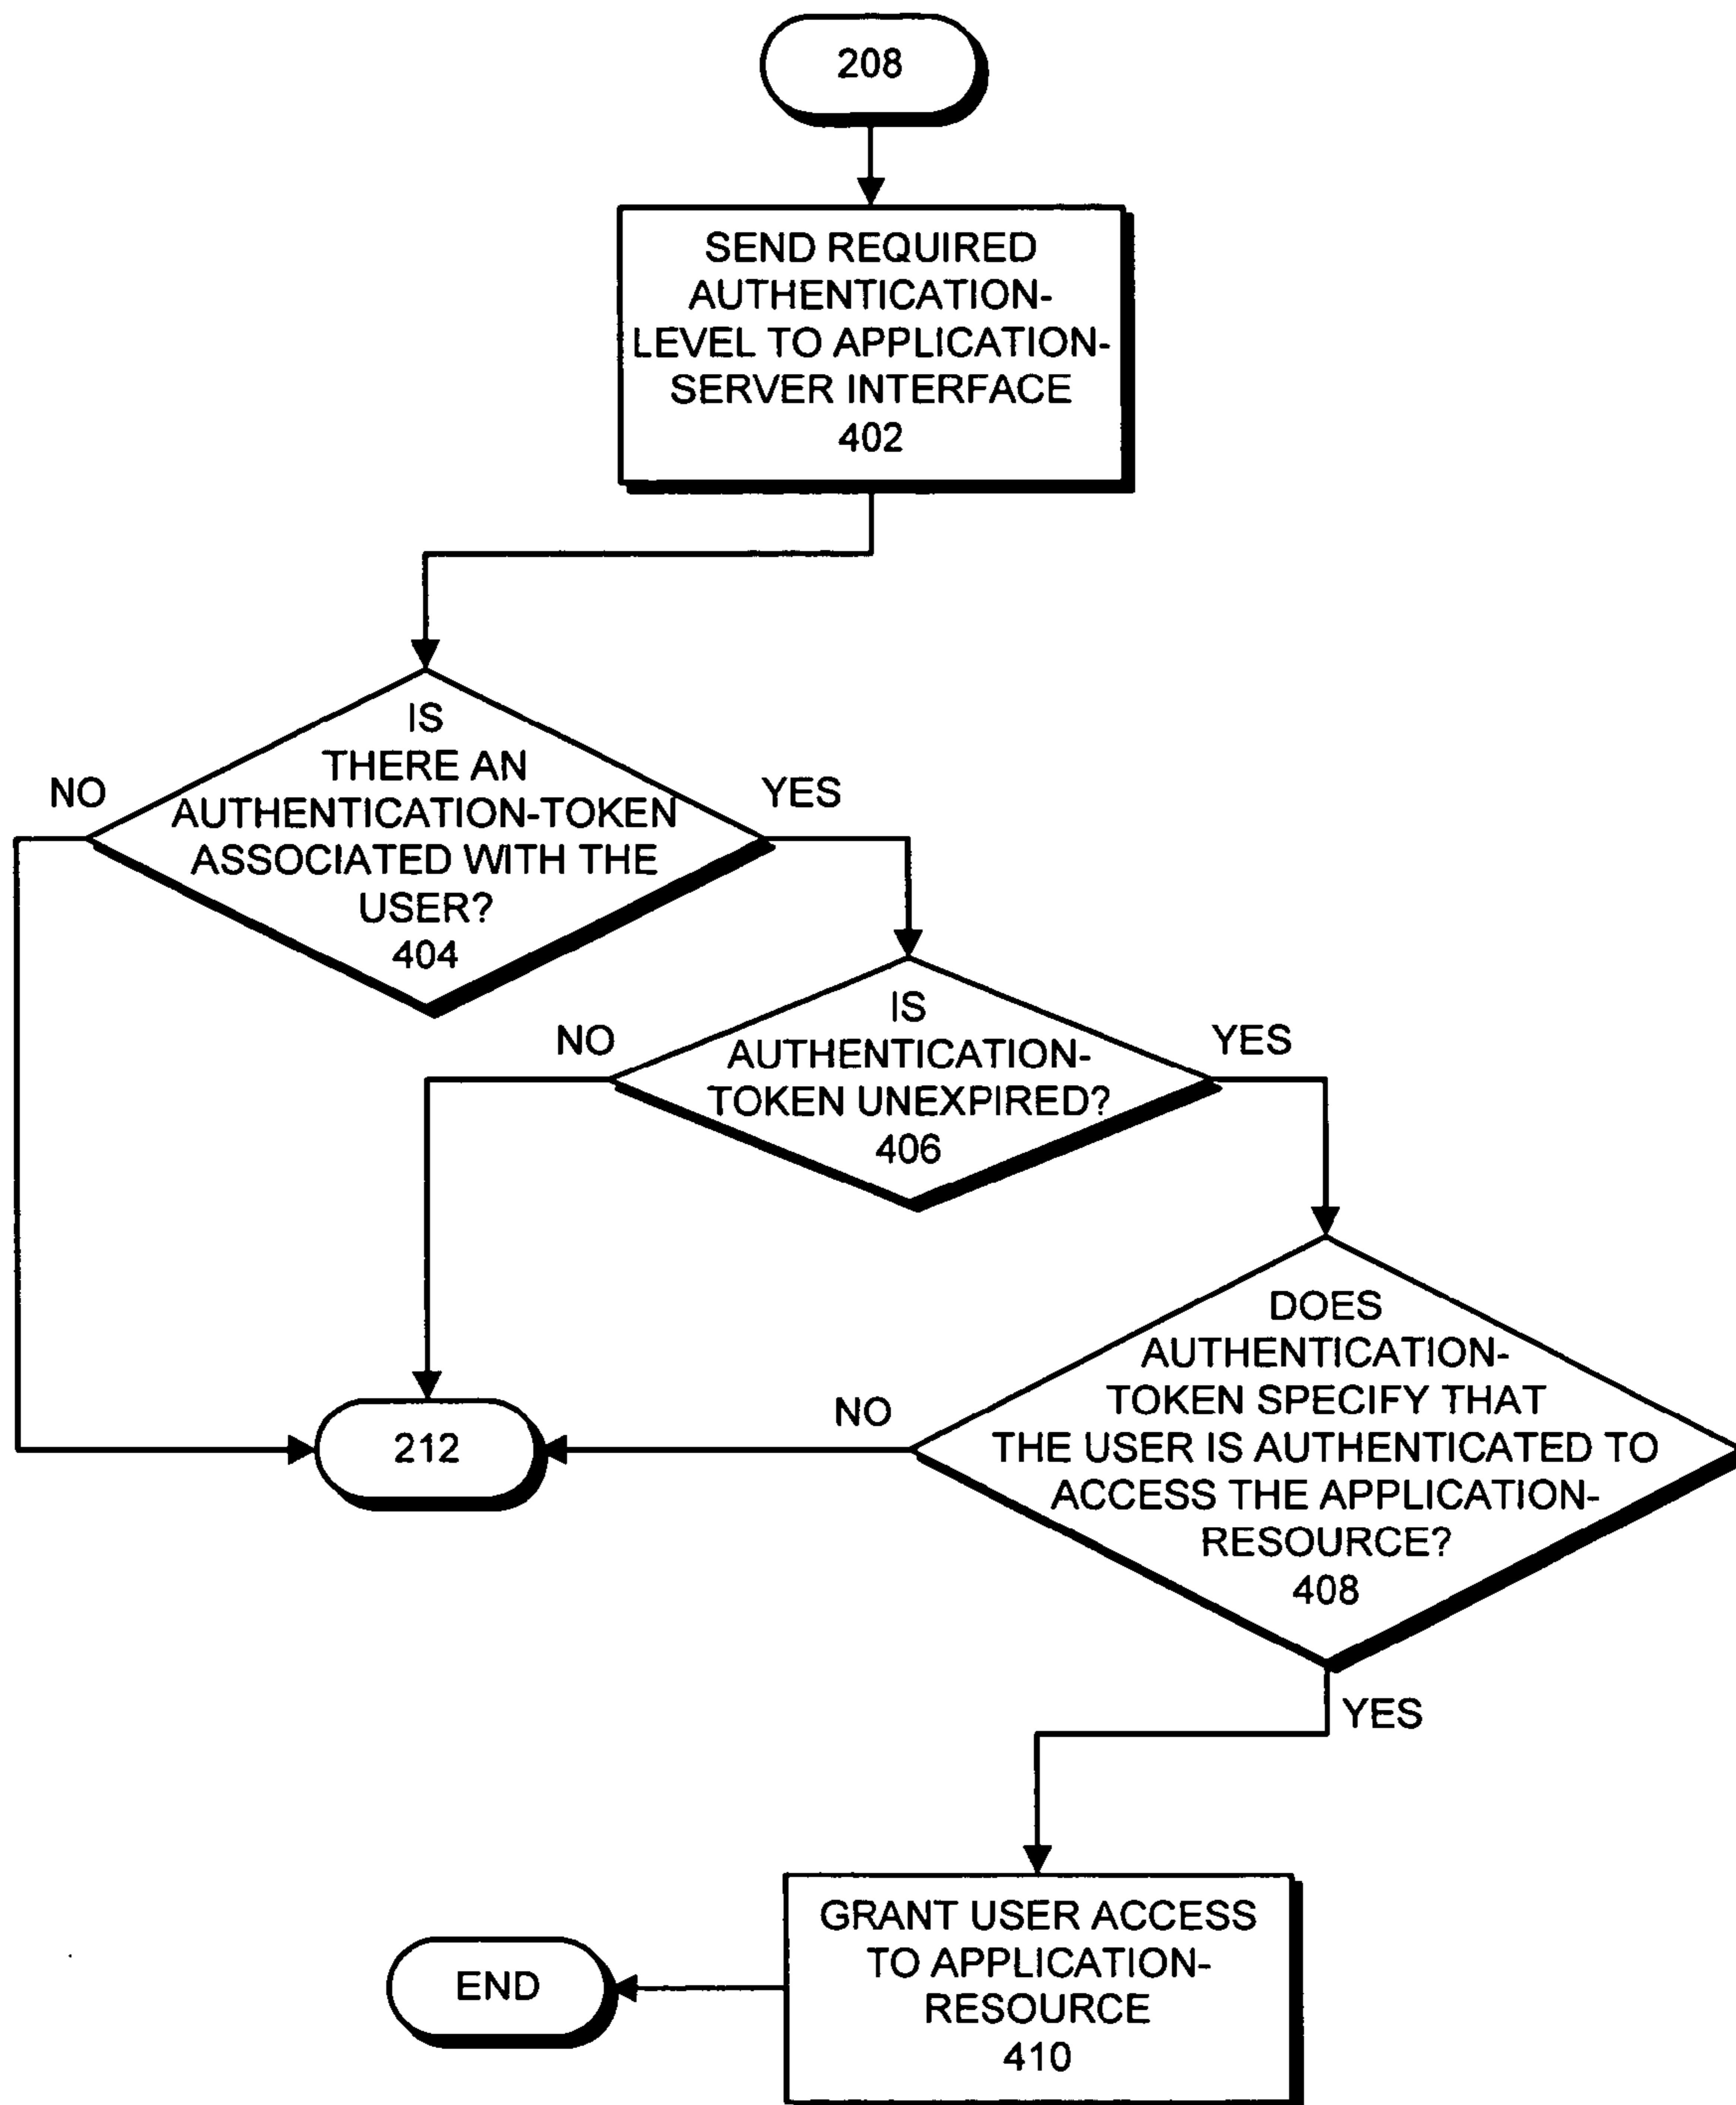 208
SEND REQUIRED
AUTHENTICATION-
LEVEL TO APPLICATION-
SERVER INTERFACE
402
IS
THERE AN
AUTHENTICATION-TOKEN
ASSOCIATED WITH THE
USER?
404
NO
YES
IS
AUTHENTICATION-
TOKEN UNEXPIRED?
406
NO
YES
DOES
AUTHENTICATION-
TOKEN SPECIFY THAT
THE USER IS AUTHENTICATED TO
ACCESS THE APPLICATION-
RESOURCE?
408
NO
212
YES
GRANT USER ACCESS
TO APPLICATION-
RESOURCE
410
END